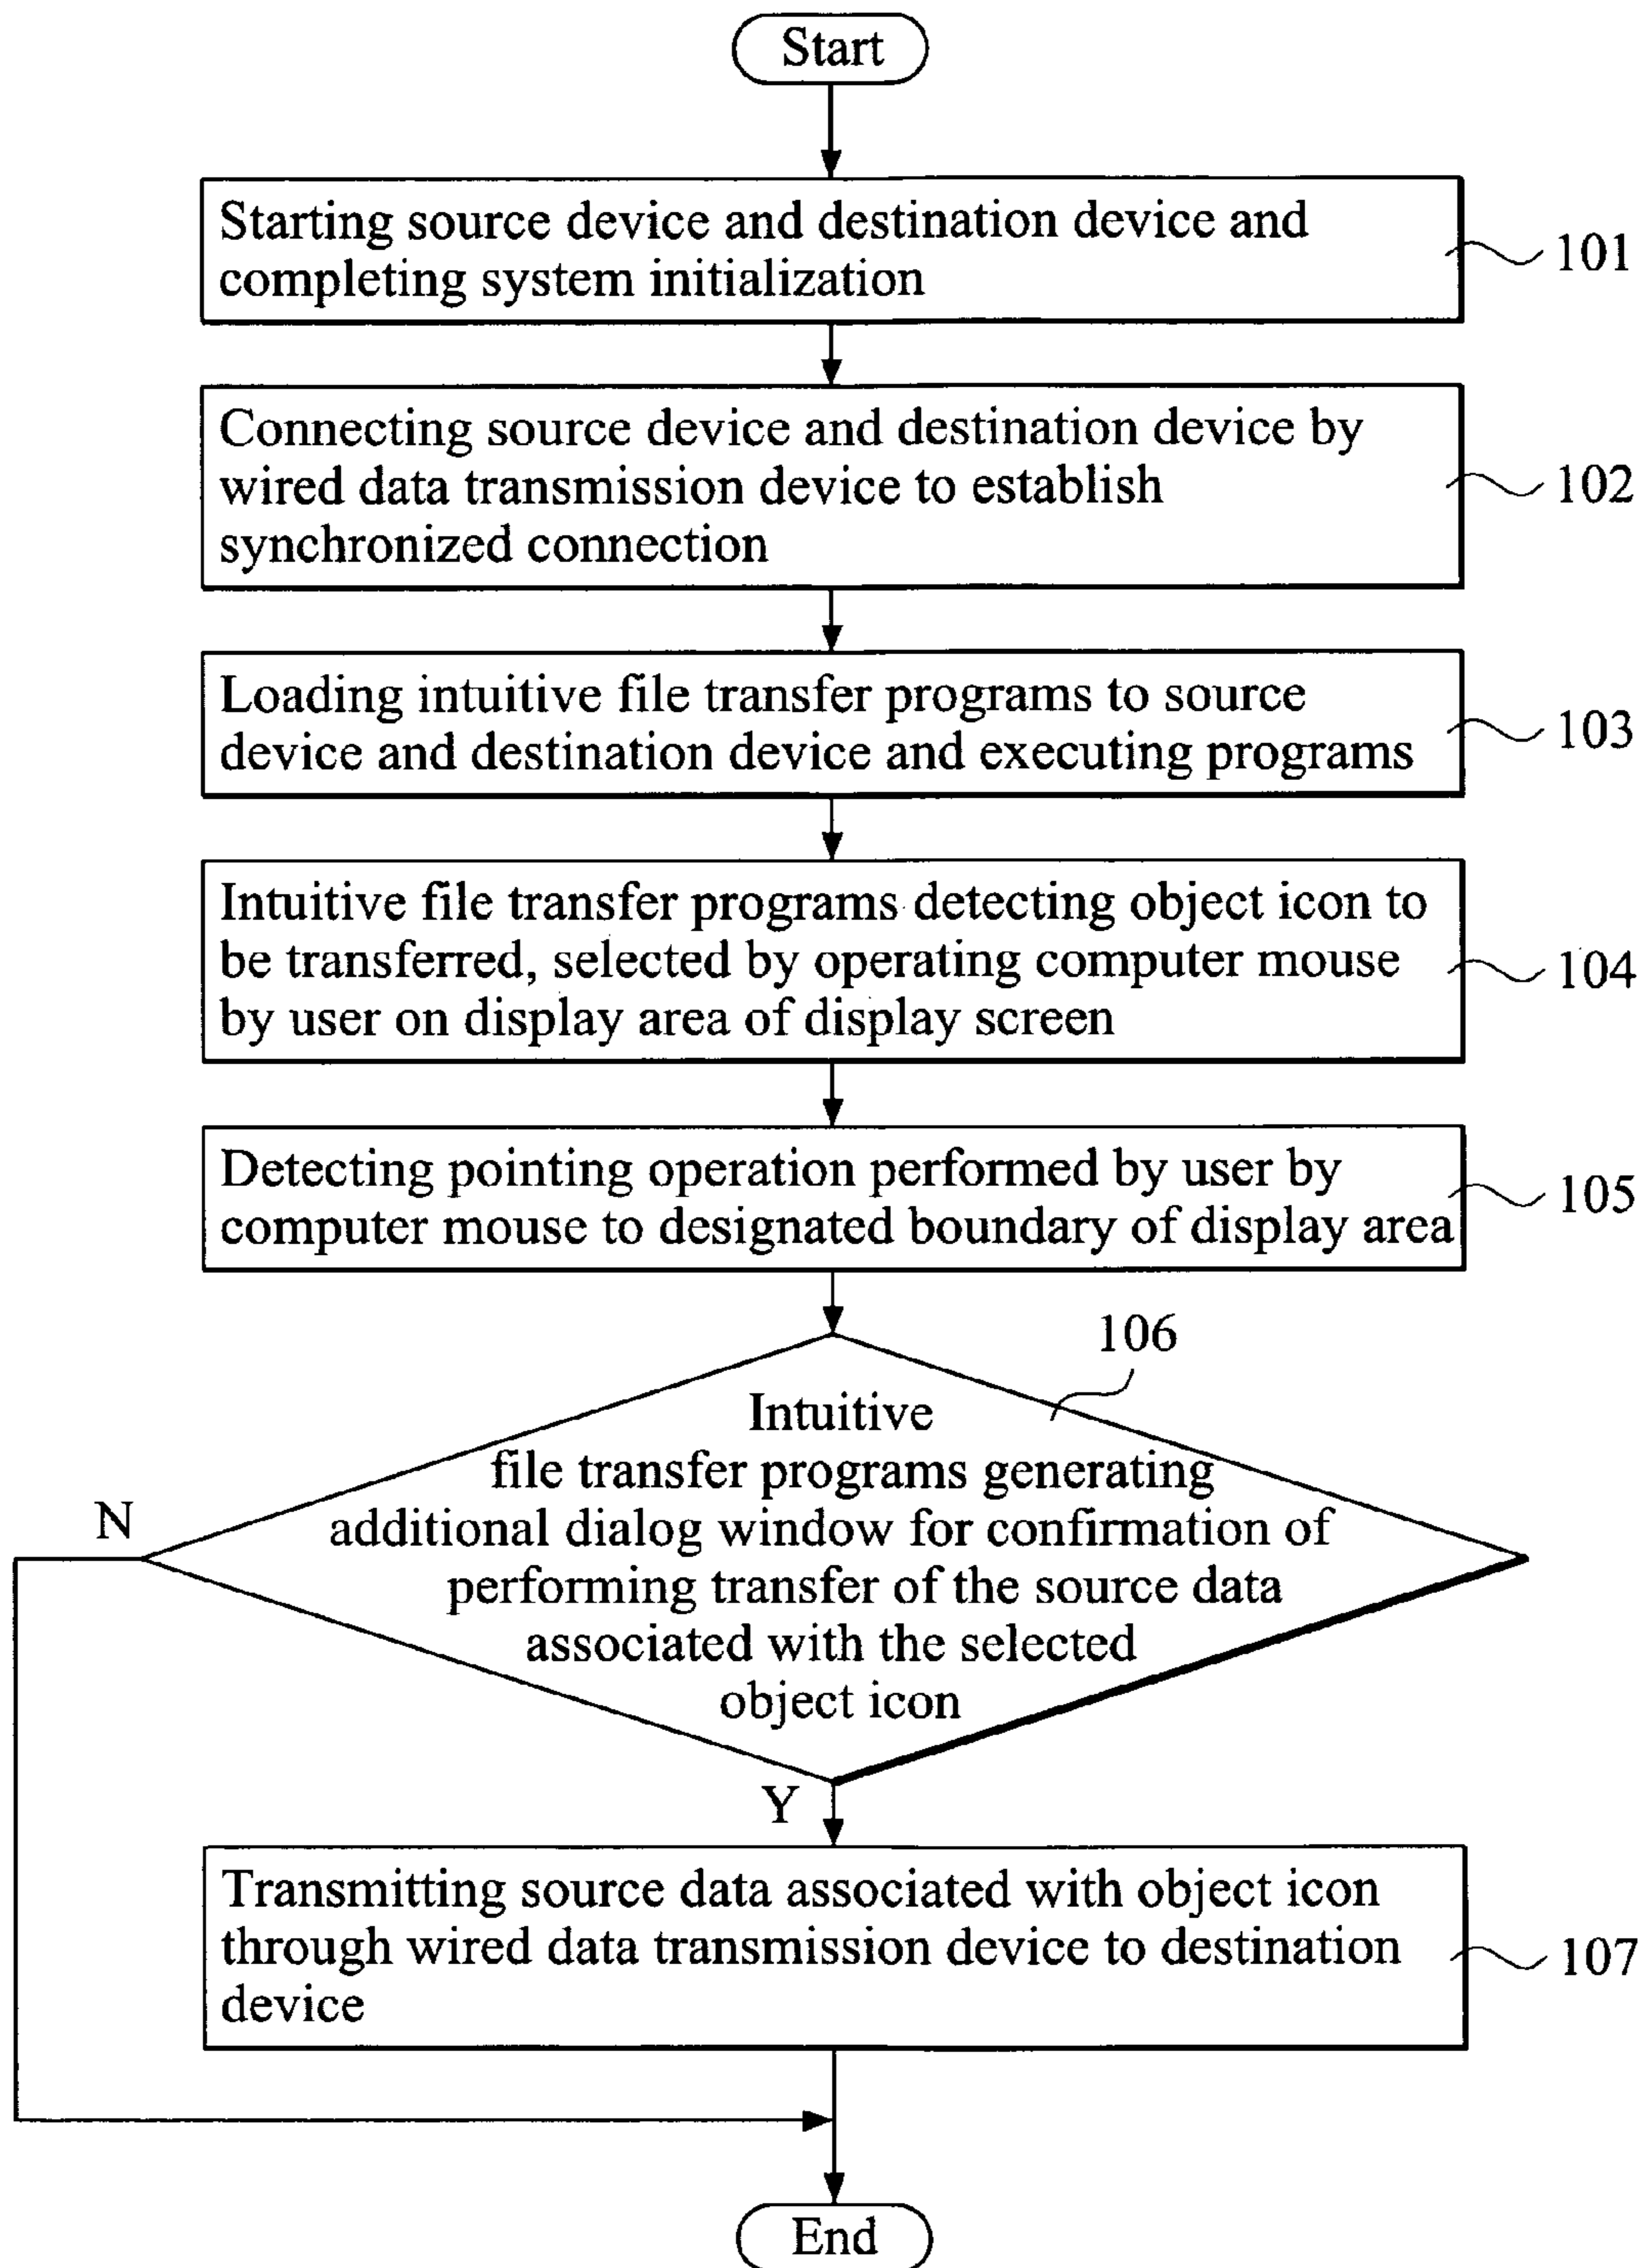 Start
Starting source device and destination device and
completing system initialization
101
Connecting source device and destination device by
wired data transmission device to establish
synchronized connection
102
Loading intuitive file transfer programs to source
device and destination device and executing programs
103
Intuitive file transfer programs detecting object icon to
be transferred, selected by operating computer mouse
by user on display area of display screen
104
Detecting pointing operation performed by user by
computer mouse to designated boundary of display area
105
106
Intuitive
file transfer programs generating
additional dialog window for confirmation of
performing transfer of the source data
associated with the selected
object icon
N
Y
Transmitting source data associated with object icon
through wired data transmission device to destination
device
107
End